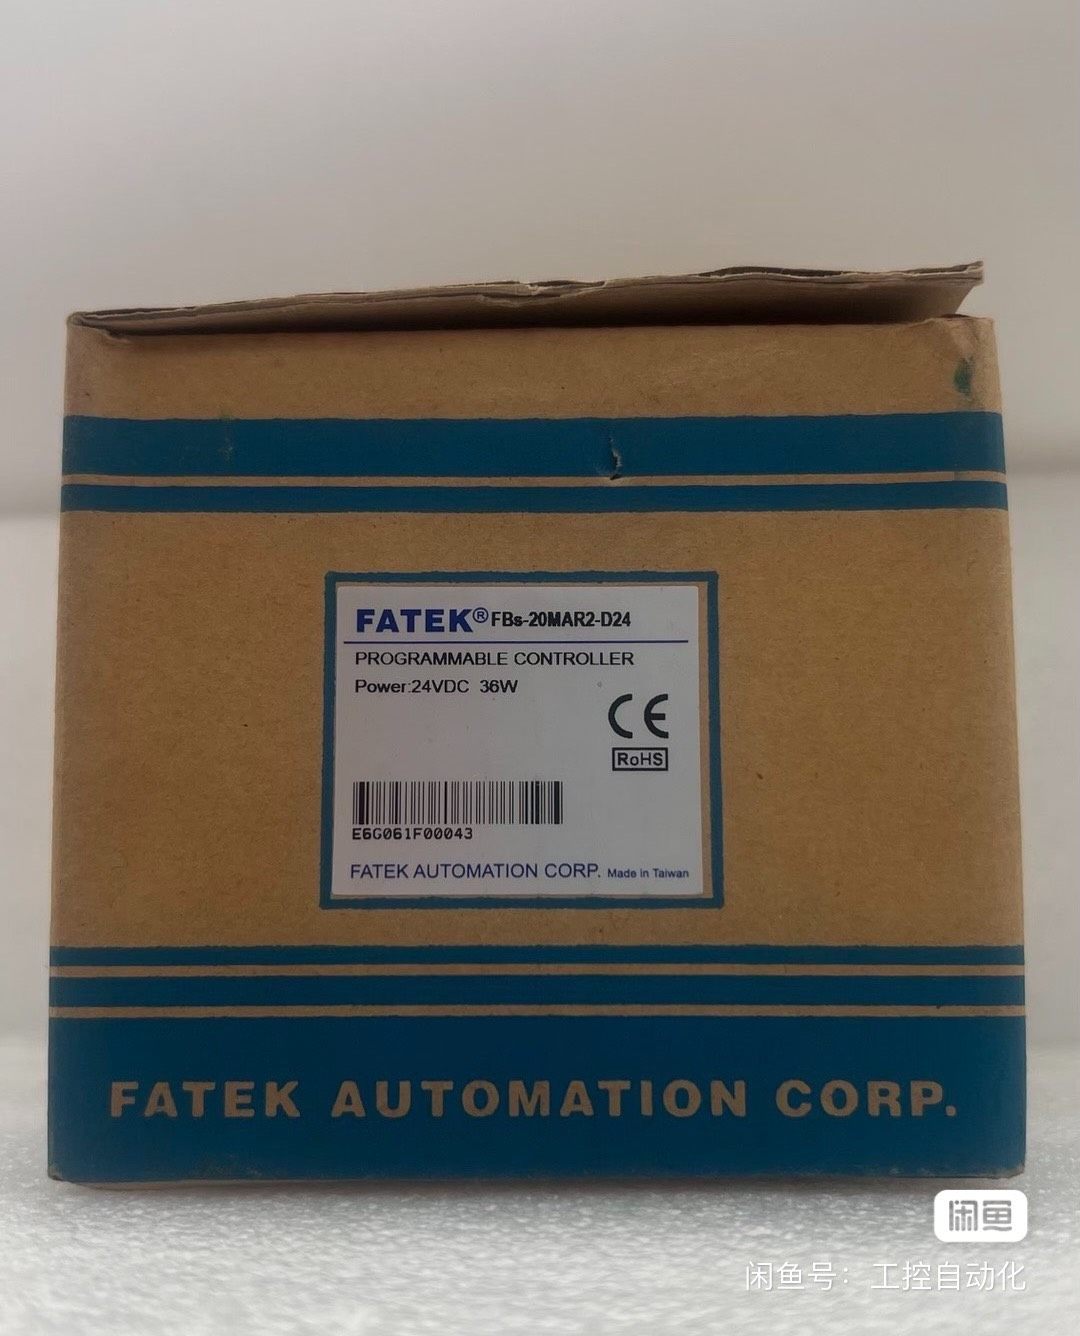 FATEK® FBs-20MAR2-D24
PROGRAMMABLE CONTROLLER
Power:24VDC 36W
CE
RoHS
E6G061F00043
FATEK AUTOMATION CORP. Made in Taiwan
FATEK AUTOMATION CORP.
闲鱼
闲鱼号：工控自动化